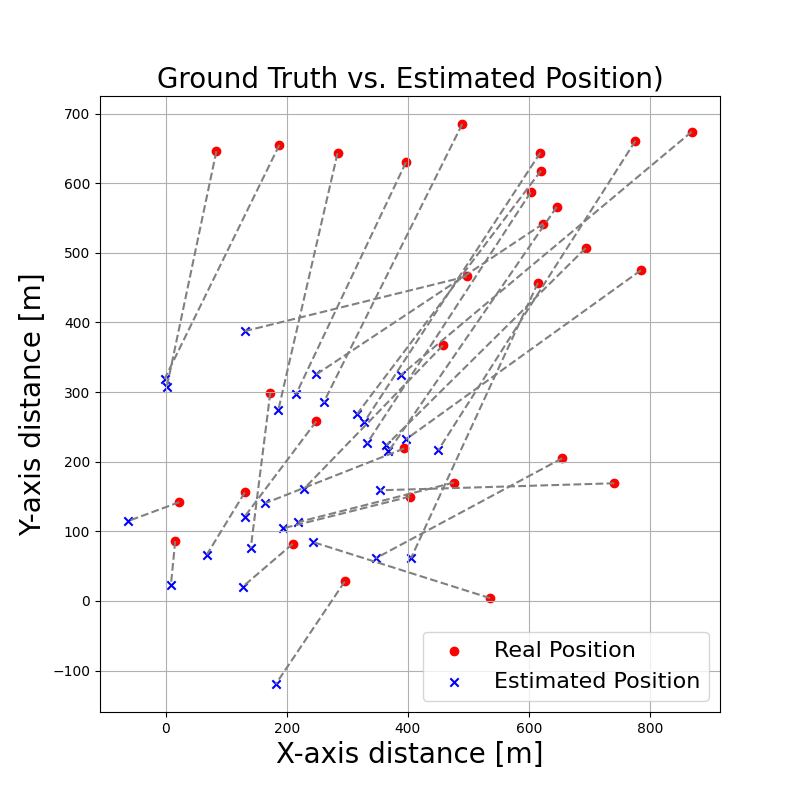 Ground Truth vs. Estimated Position)
Y-axis distance [m]
700
600
500
400
300
200
100
0
−100
0 200 400 600 800
X-axis distance [m]
Real Position
Estimated Position